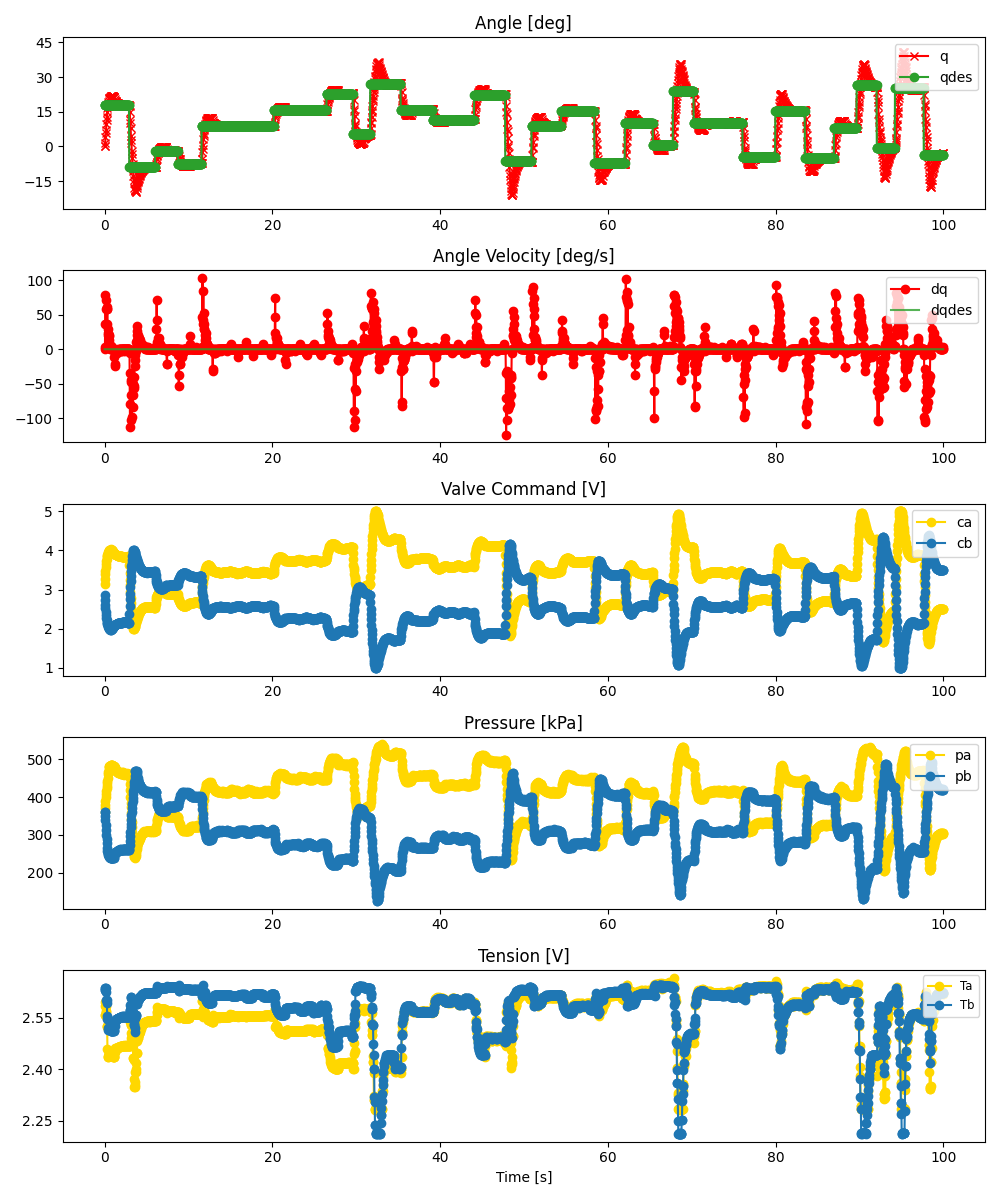 Angle [deg]
45
30
15
0
−15
q
qdes
0 20 40 60 80 100
Angle Velocity [deg/s]
100
50
0
−50
−100
dq
dqdes
0 20 40 60 80 100
Valve Command [V]
5
4
3
2
1
ca
cb
0 20 40 60 80 100
Pressure [kPa]
500
400
300
200
pa
pb
0 20 40 60 80 100
Tension [V]
2.55
2.40
2.25
Ta
Tb
0 20 40 60 80 100
Time [s]